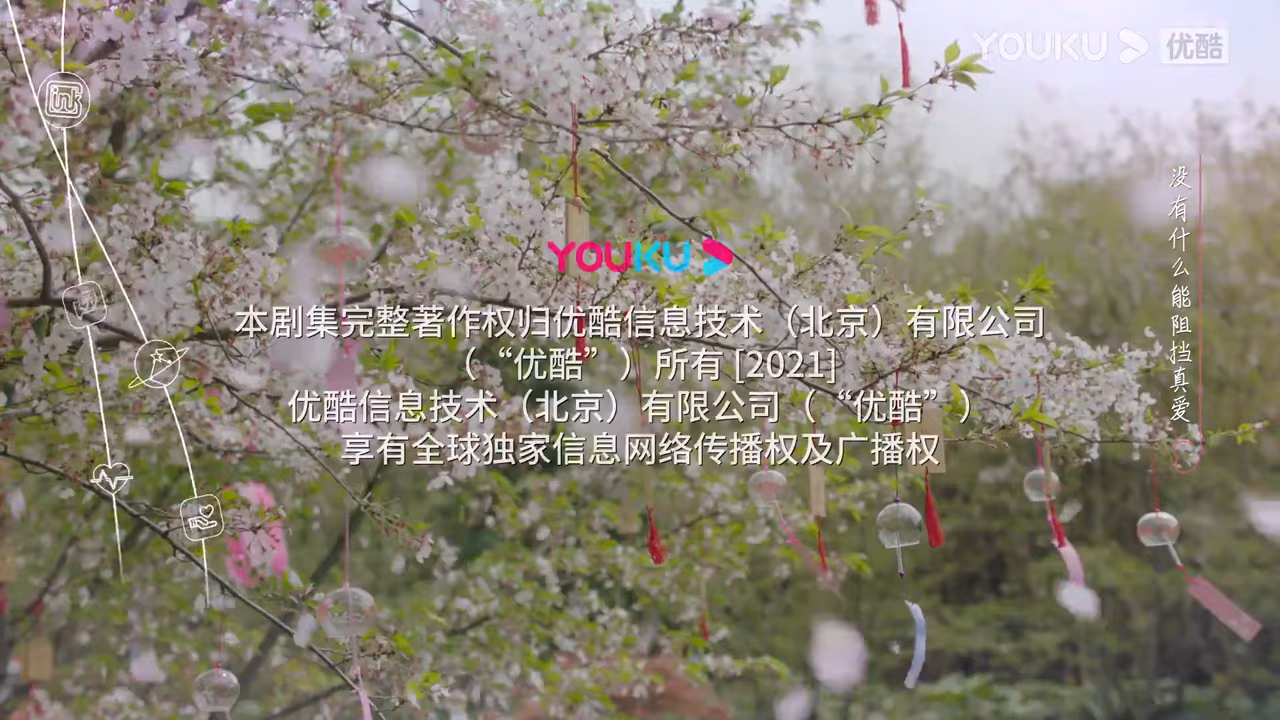 YOUKU 优酷
YOUKU
本剧集完整著作权归优酷信息技术（北京）有限公司
（“优酷”）所有 [2021]
优酷信息技术（北京）有限公司（“优酷”）
享有全球独家信息网络传播权及广播权
没有什么能阻挡真爱